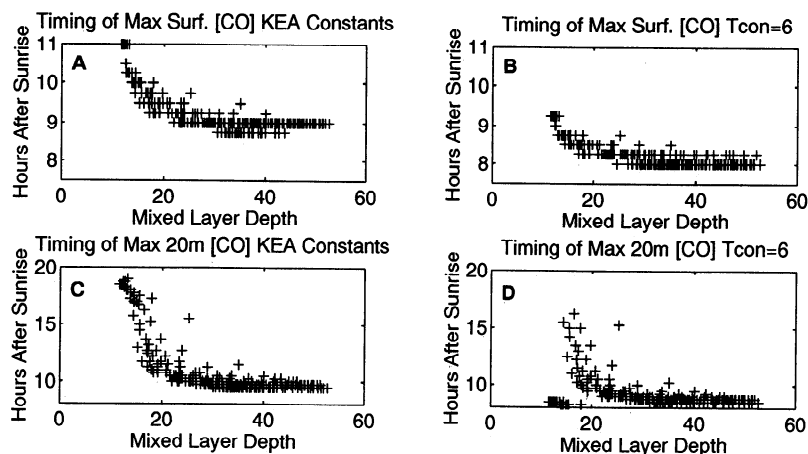 Timing of Max Surf. [CO] KEA Constants
11
10
9
8
Hours After Sunrise
A
0
20
40
60
Mixed Layer Depth
Timing of Max Surf. [CO] Tcon=6
11
10
9
8
Hours After Sunrise
B
0
20
40
60
Mixed Layer Depth
Timing of Max 20m [CO] KEA Constants
20
15
10
Hours After Sunrise
C
0
20
40
60
Mixed Layer Depth
Timing of Max 20m [CO] Tcon=6
20
15
10
Hours After Sunrise
D
0
20
40
60
Mixed Layer Depth